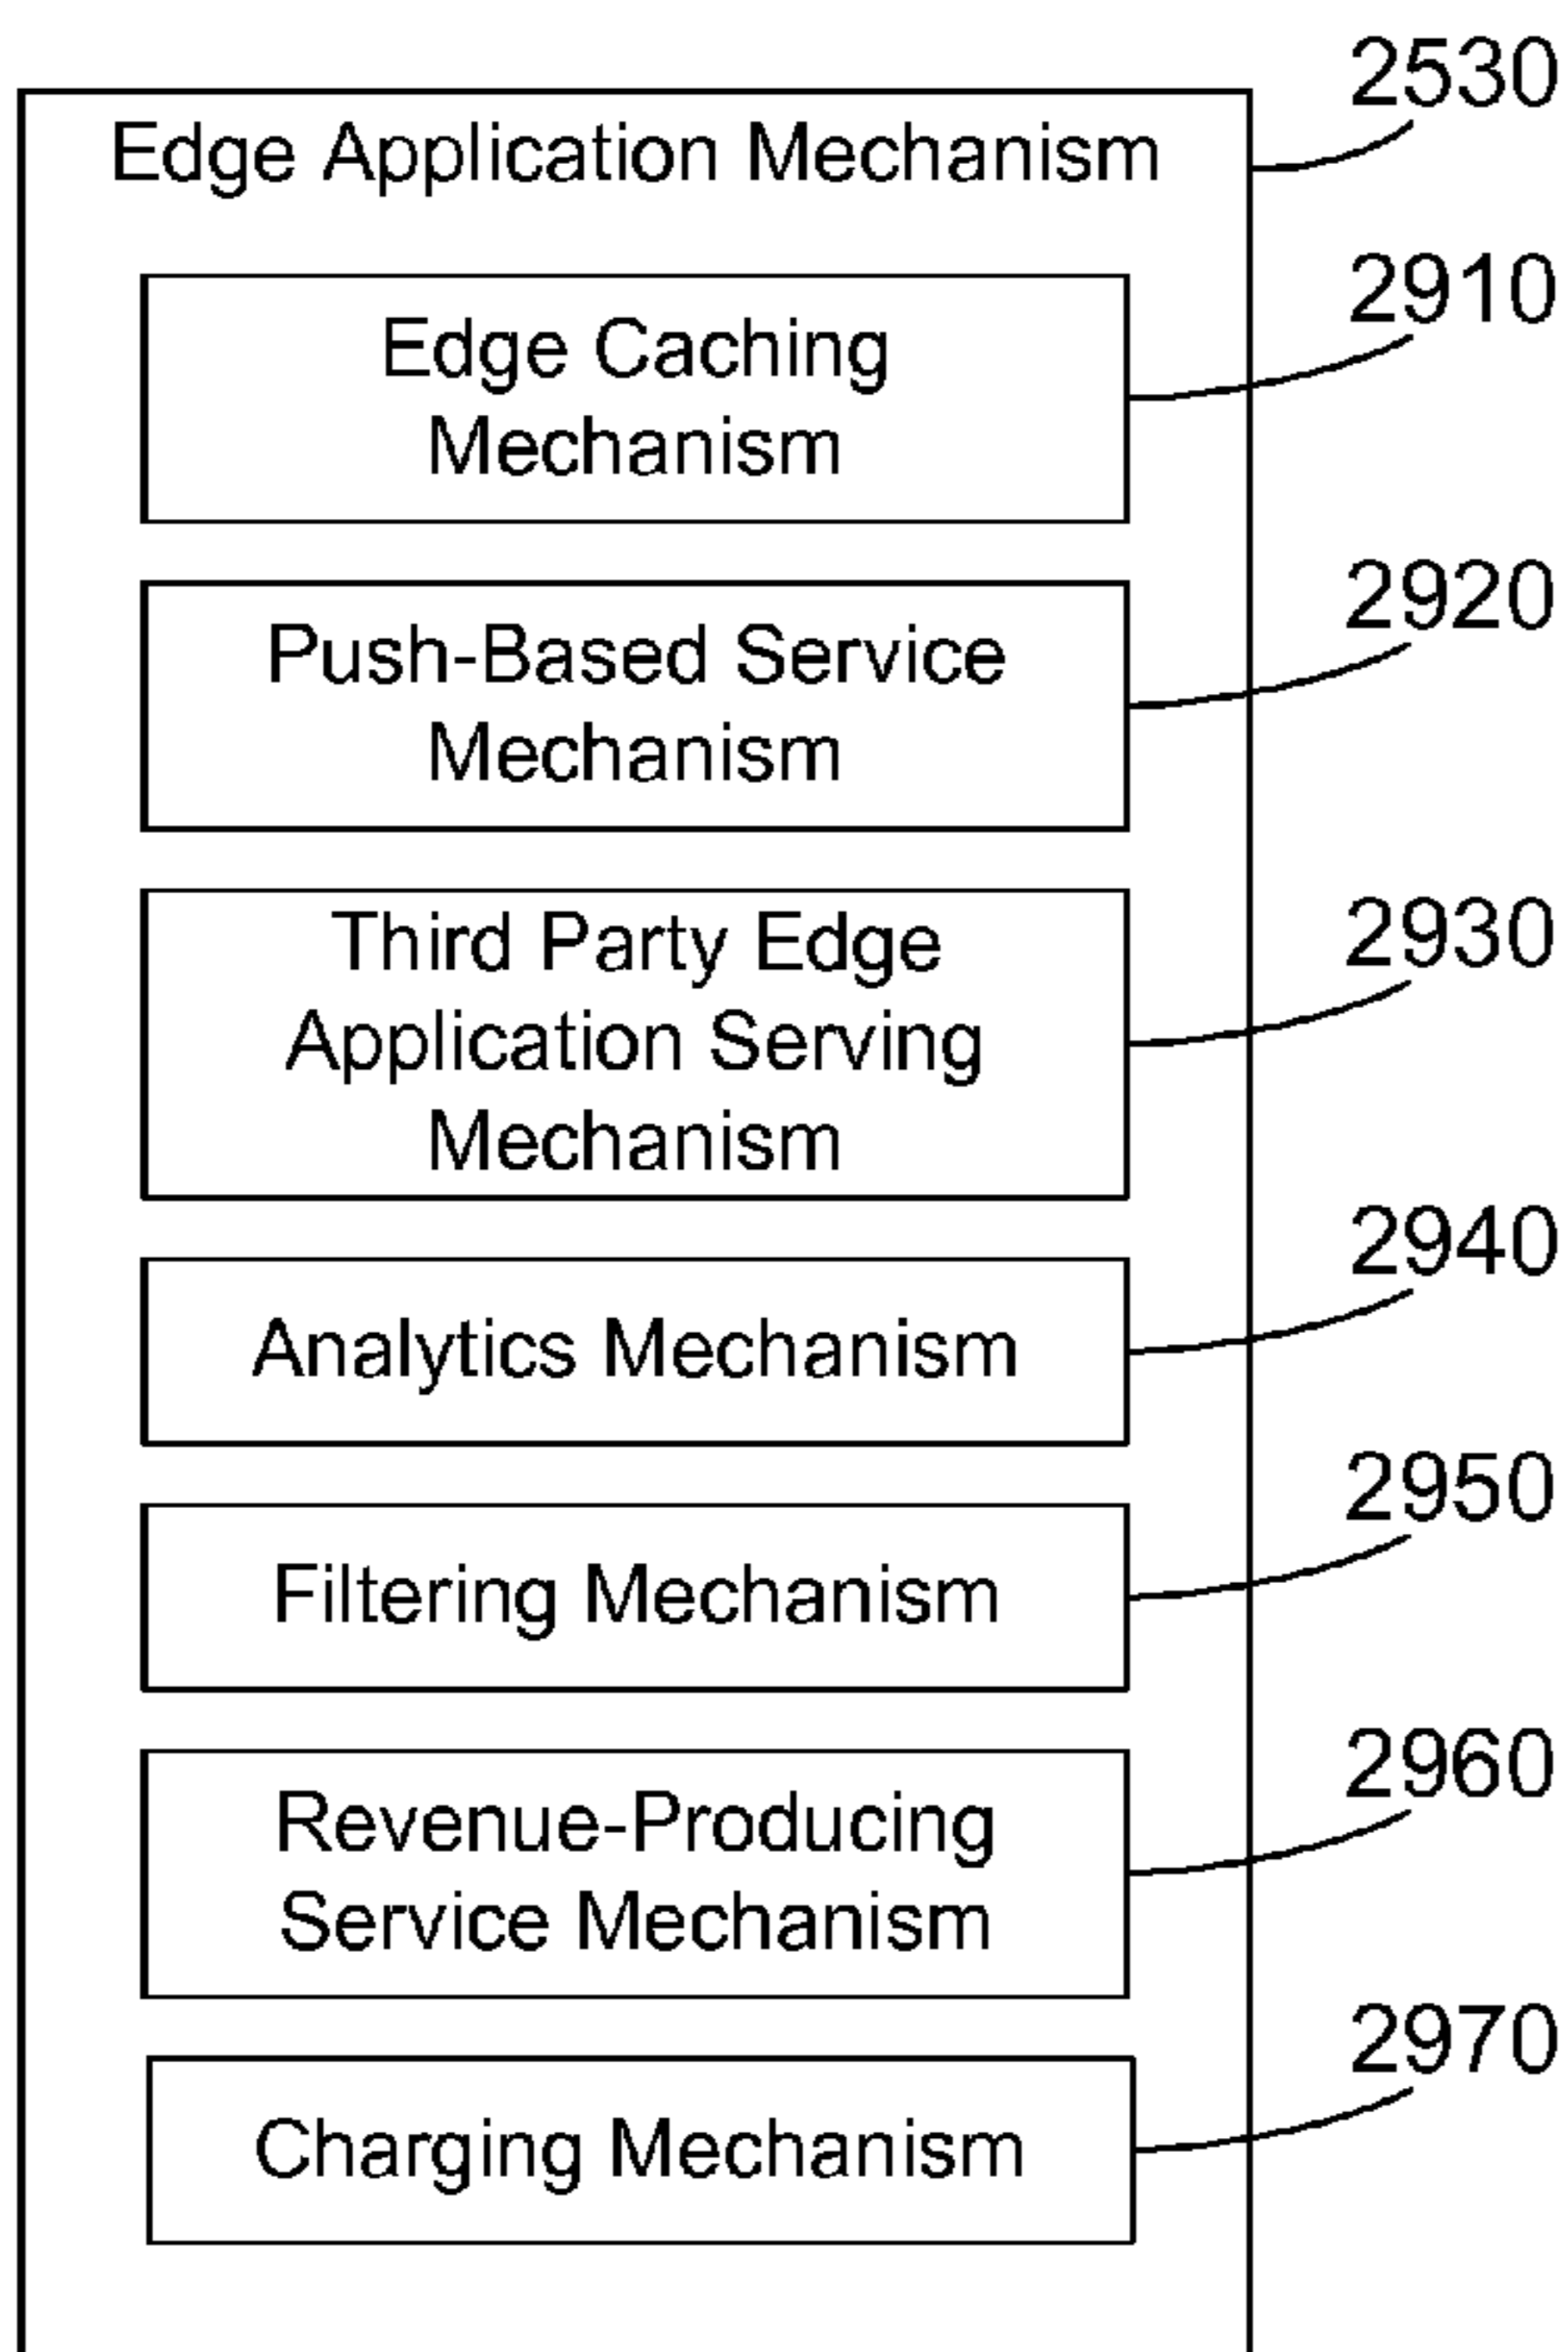 2530
Edge Application Mechanism
2910
Edge Caching
Mechanism
2920
Push-Based Service
Mechanism
2930
Third Party Edge
Application Serving
Mechanism
2940
Analytics Mechanism
2950
Filtering Mechanism
2960
Revenue-Producing
Service Mechanism
2970
Charging Mechanism